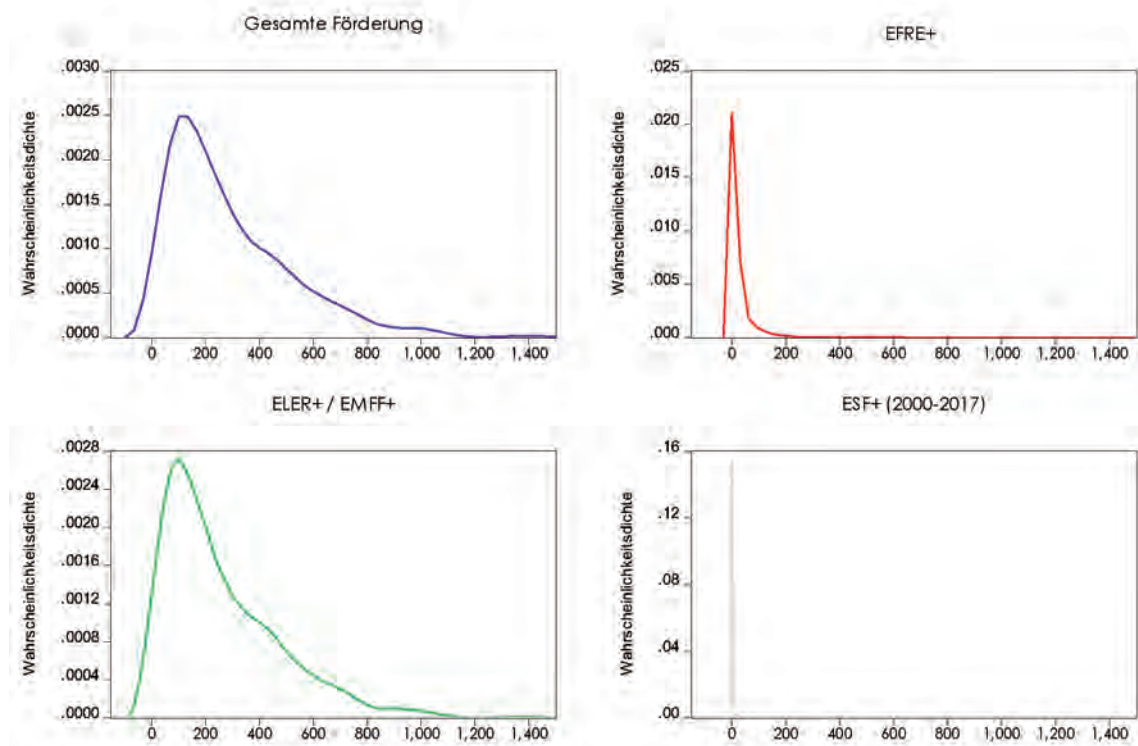 Gesamte Förderung
Wahrscheinlichkeitsdichte
.0030
.0025
.0020
.0015
.0010
.0005
.0000
0 200 400 600 800 1,000 1,200 1,400
EFRE+
Wahrscheinlichkeitsdichte
.025
.020
.015
.010
.005
.000
0 200 400 600 800 1,000 1,200 1,400
ELER+ / EMFF+
Wahrscheinlichkeitsdichte
.0028
.0024
.0020
.0016
.0012
.0008
.0004
.0000
0 200 400 600 800 1,000 1,200 1,400
ESF+ (2000-2017)
Wahrscheinlichkeitsdichte
.16
.12
.08
.04
.00
0 200 400 600 800 1,000 1,200 1,400